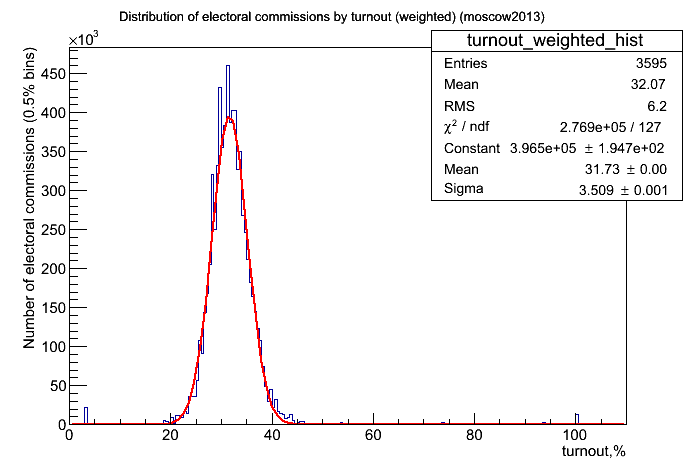 Distribution of electoral commissions by turnout (weighted) (moscow2013)
×10³
turnout_weighted_hist
Entries 3595
Mean 32.07
RMS 6.2
χ² / ndf 2.769e+05 / 127
Constant 3.965e+05 ± 1.947e+02
Mean 31.73 ± 0.00
Sigma 3.509 ± 0.001
Number of electoral commissions (0.5% bins)
450
400
350
300
250
200
150
100
50
0
0 20 40 60 80 100
turnout,%